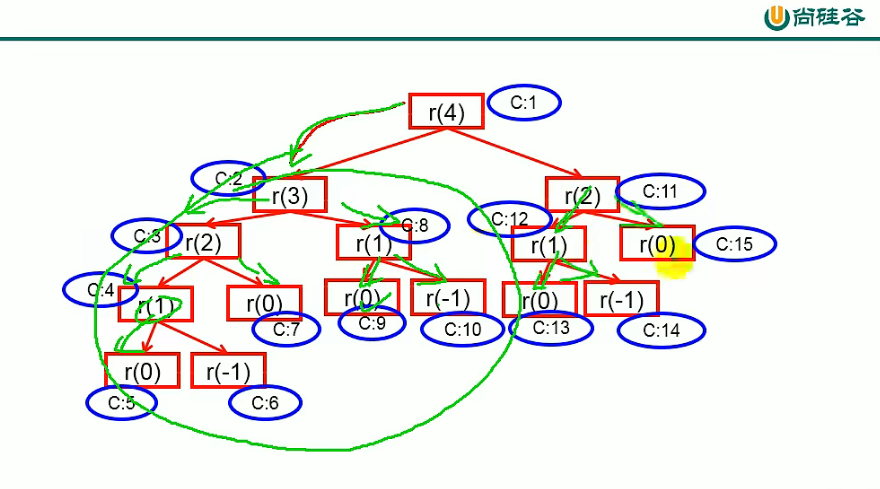 尚硅谷
r(4) C:1
C:2 r(3) r(2) C:11
C:3 r(2) r(1) C:8 C:12 r(1) r(0) C:15
C:4 r(1) r(0) C:7 r(0) C:9 r(-1) C:10 r(0) C:13 r(-1) C:14
r(0) r(-1)
C:5 C:6